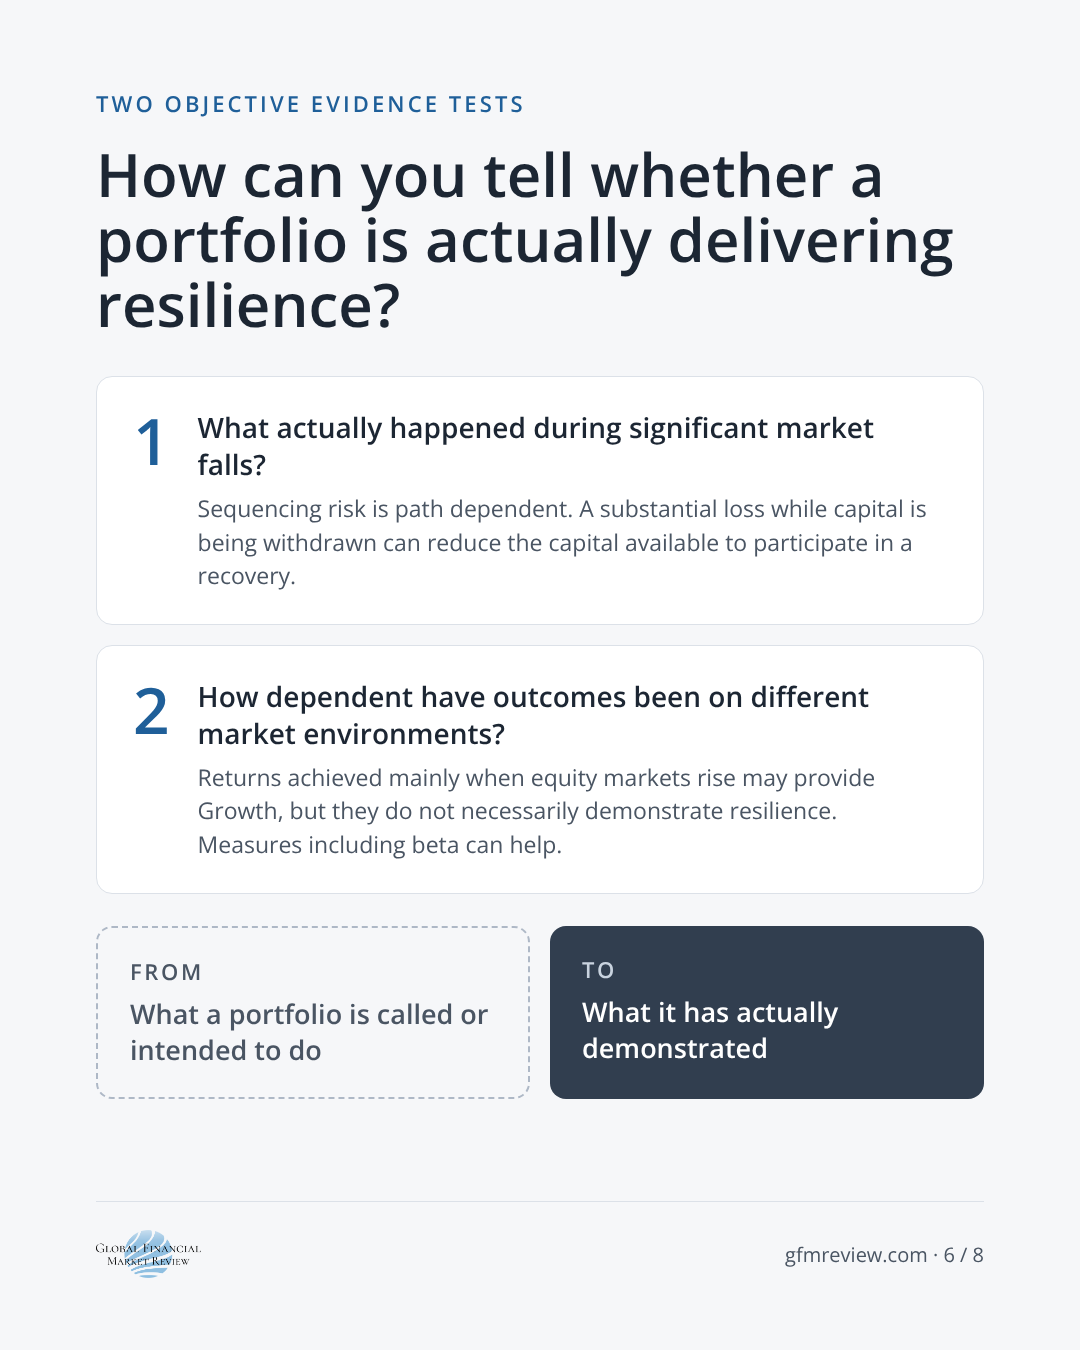 TWO OBJECTIVE EVIDENCE TESTS
How can you tell whether a
portfolio is actually delivering
resilience?
1
What actually happened during significant market
falls?
Sequencing risk is path dependent. A substantial loss while capital is
being withdrawn can reduce the capital available to participate in a
recovery.
2
How dependent have outcomes been on different
market environments?
Returns achieved mainly when equity markets rise may provide
Growth, but they do not necessarily demonstrate resilience.
Measures including beta can help.
FROM
What a portfolio is called or
intended to do
TO
What it has actually
demonstrated
GLOBAL FINANCIAL
MARKET REVIEW
gfmreview.com · 6 / 8